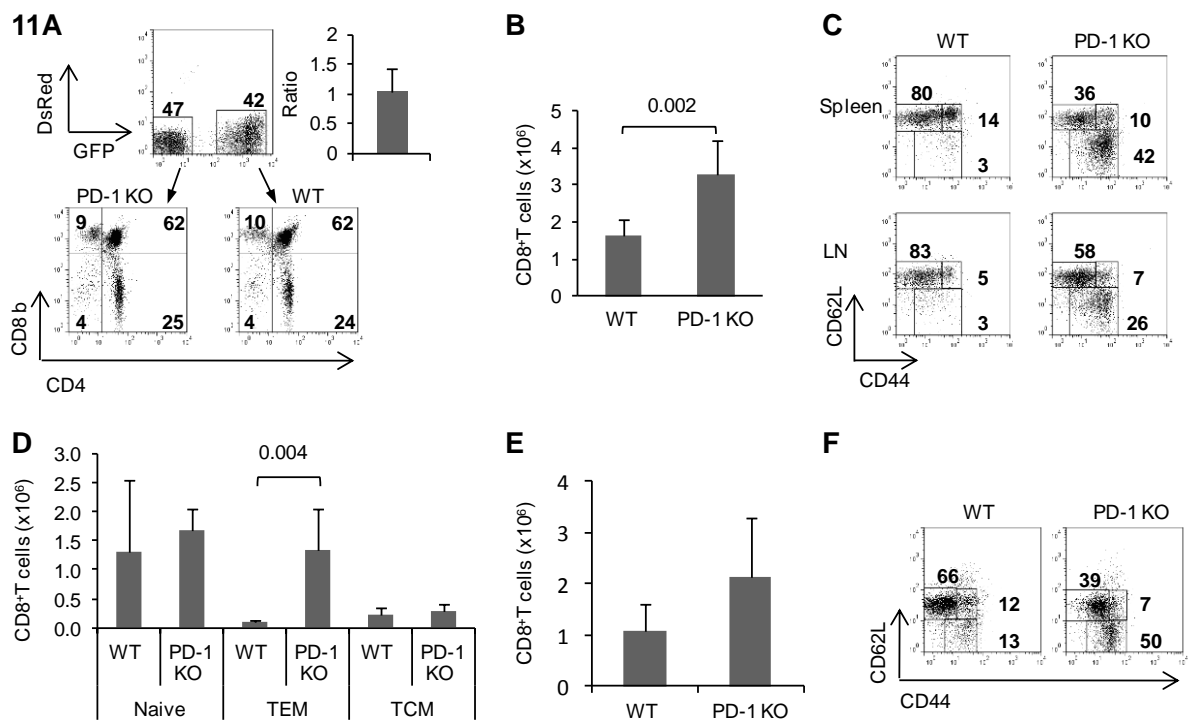 11A
DsRed
GFP
47
42
10⁰ 10¹ 10² 10³ 10⁴
Ratio
2
1.5
1
0.5
0
PD-1 KO
WT
9 62
4 25
10 62
4 24
CD8b
CD4
B
CD8⁺T cells (x10⁶)
5
4
3
2
1
0
0.002
WT PD-1 KO
C
WT PD-1 KO
Spleen
80
14
3
36
10
42
LN
83
5
3
58
7
26
CD62L
CD44
D
CD8⁺T cells (x10⁶)
3.0
2.5
2.0
1.5
1.0
0.5
0.0
0.004
WT PD-1 KO WT PD-1 KO WT PD-1 KO
Naive TEM TCM
E
CD8⁺T cells (x10⁶)
4
3
2
1
0
WT PD-1 KO
F
WT PD-1 KO
66
12
13
39
7
50
CD62L
CD44